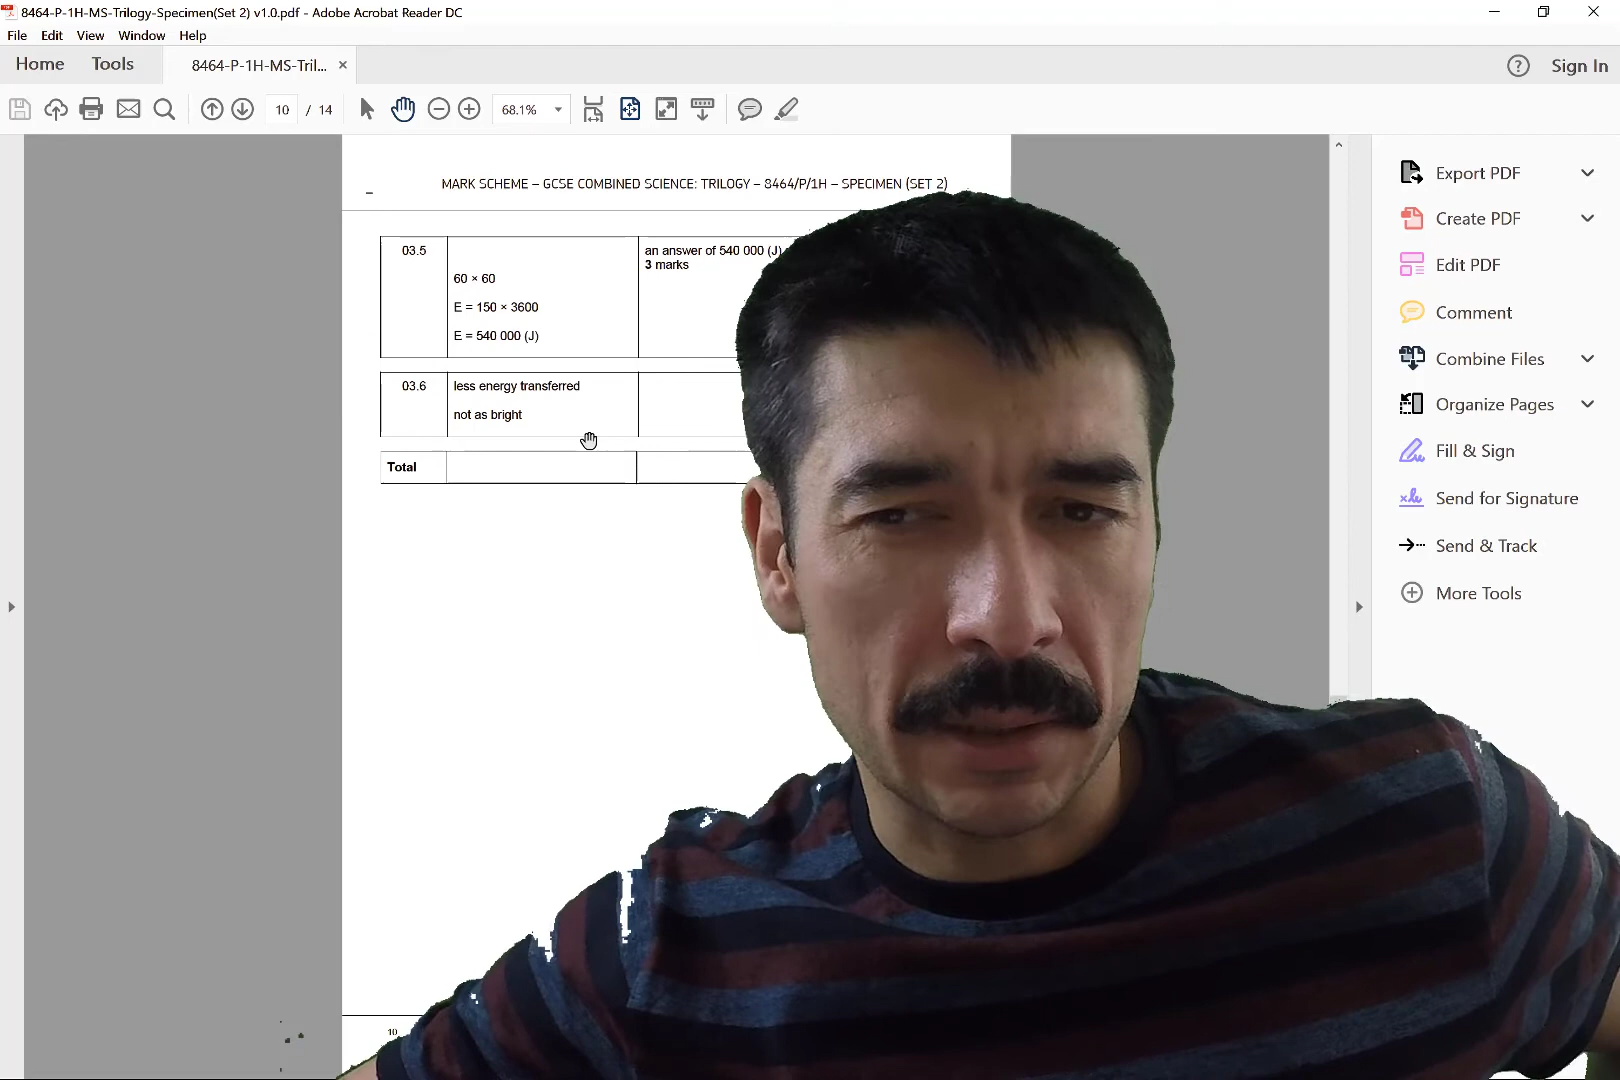 8464-P-1H-MS-Trilogy-Specimen(Set 2) v1.0.pdf - Adobe Acrobat Reader DC
File Edit View Window Help
Home Tools 8464-P-1H-MS-Tril... Sign In
10 / 14 68.1%
MARK SCHEME – GCSE COMBINED SCIENCE: TRILOGY – 8464/P/1H – SPECIMEN (SET 2)
03.5
60 × 60
E = 150 × 3600
E = 540 000 (J)
an answer of 540 000 (J)
3 marks
03.6
less energy transferred
not as bright
Total
10
Export PDF
Create PDF
Edit PDF
Comment
Combine Files
Organize Pages
Fill & Sign
Send for Signature
Send & Track
More Tools